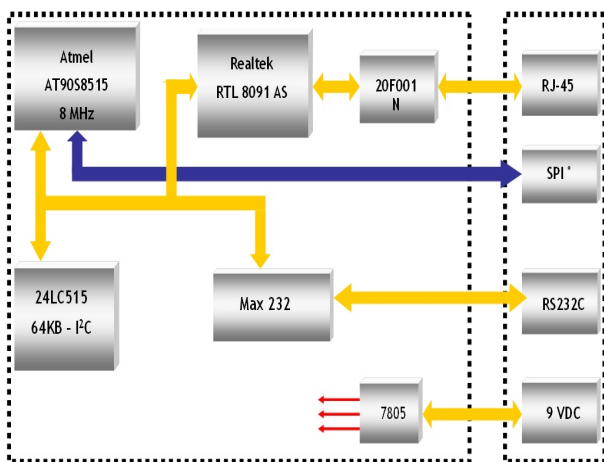 Atmel
AT90S8515
8 MHz
Realtek
RTL 8091 AS
20F001
N
RJ-45
SPI *
24LC515
64KB - I²C
Max 232
RS232C
7805
9 VDC